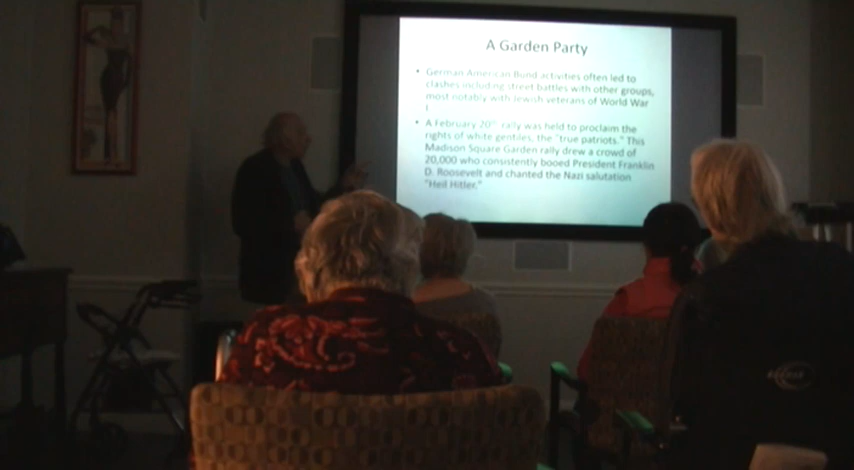 A Garden Party
• German American Bund activities often led to
clashes including street battles with other groups,
most notably with Jewish veterans of World War
I.
• A February 20th rally was held to proclaim the
rights of white gentiles, the "true patriots." This
Madison Square Garden rally drew a crowd of
20,000 who consistently booed President Franklin
D. Roosevelt and chanted the Nazi salutation
"Heil Hitler."